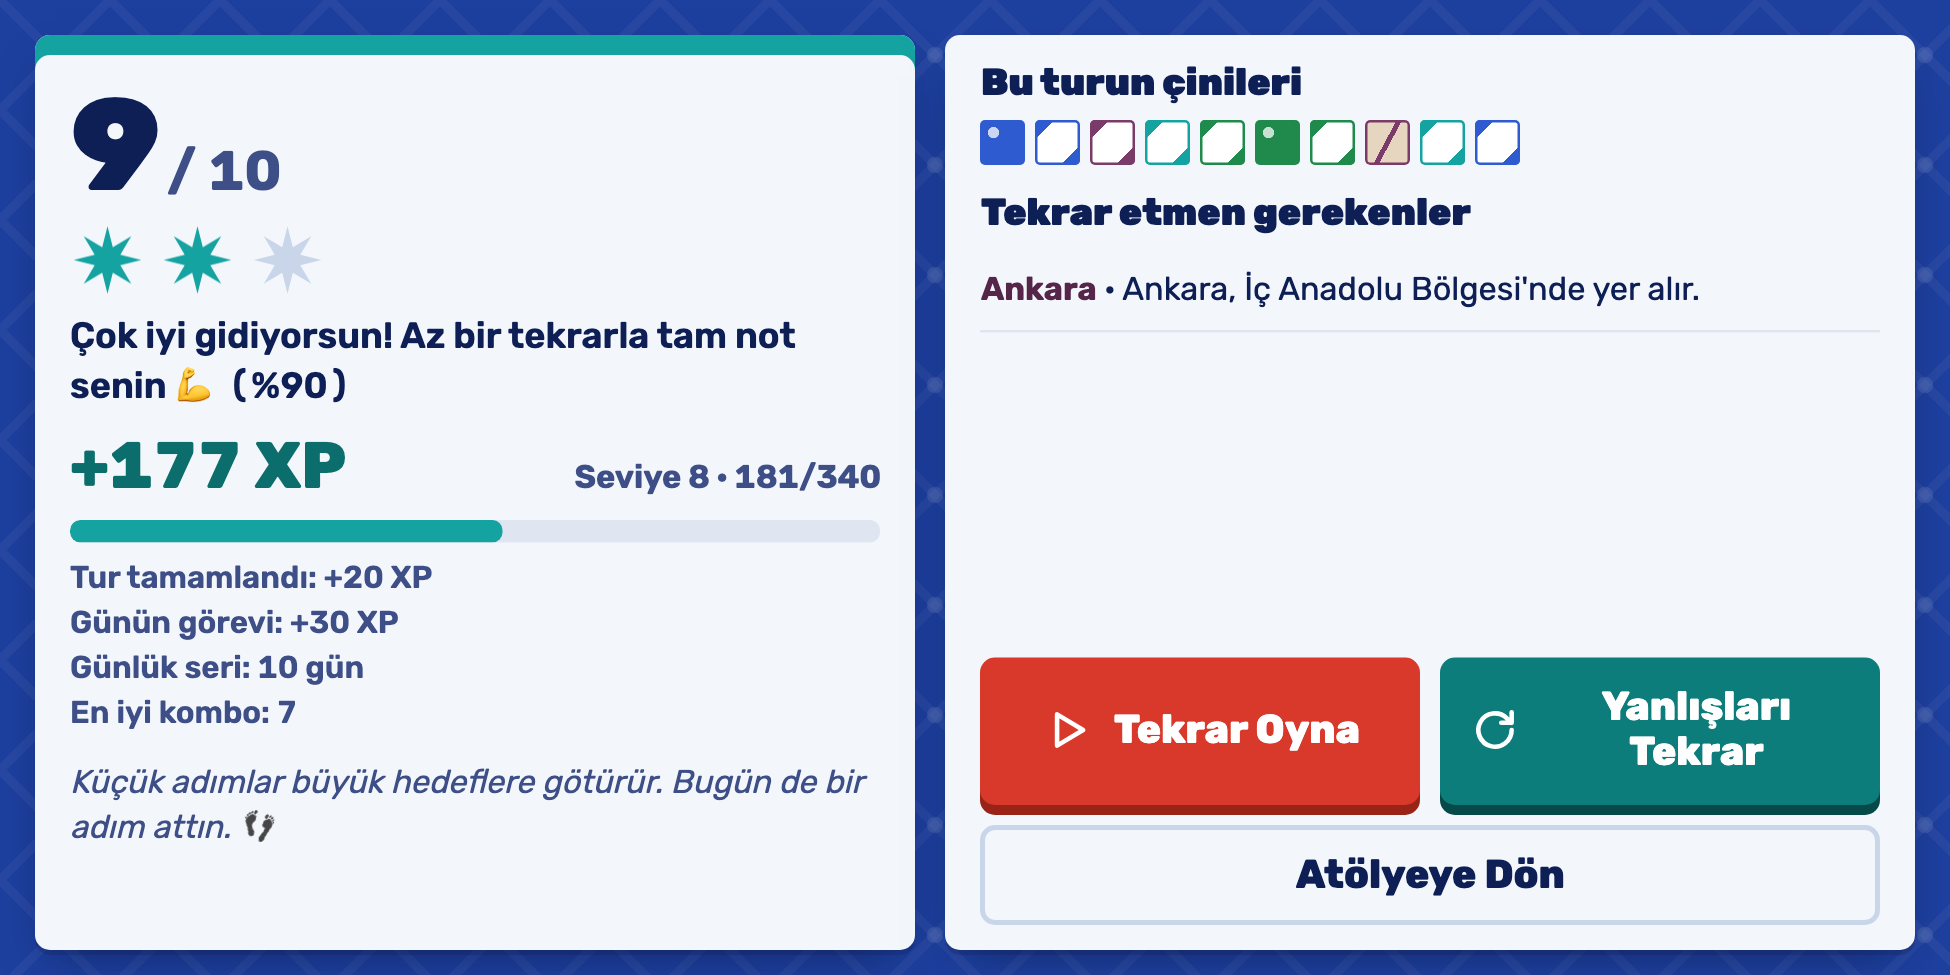 9 / 10
Çok iyi gidiyorsun! Az bir tekrarla tam not
senin 💪 (%90)
+177 XP
Seviye 8 • 181/340
Tur tamamlandı: +20 XP
Günün görevi: +30 XP
Günlük seri: 10 gün
En iyi kombo: 7
Küçük adımlar büyük hedeflere götürür. Bugün de bir
adım attın. 👣
Bu turun çinileri
Tekrar etmen gerekenler
Ankara • Ankara, İç Anadolu Bölgesi'nde yer alır.
Tekrar Oyna
Yanlışları
Tekrar
Atölyeye Dön